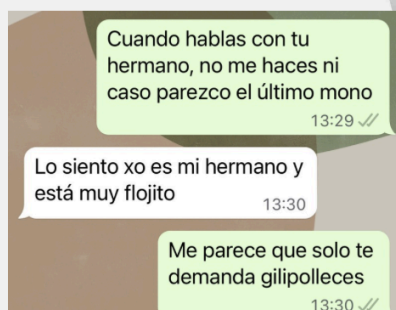 Cuando hablas con tu
hermano, no me haces ni
caso parezco el último mono
13:29
Lo siento xo es mi hermano y
está muy flojito
13:30
Me parece que solo te
demanda gilipolleces
13:30